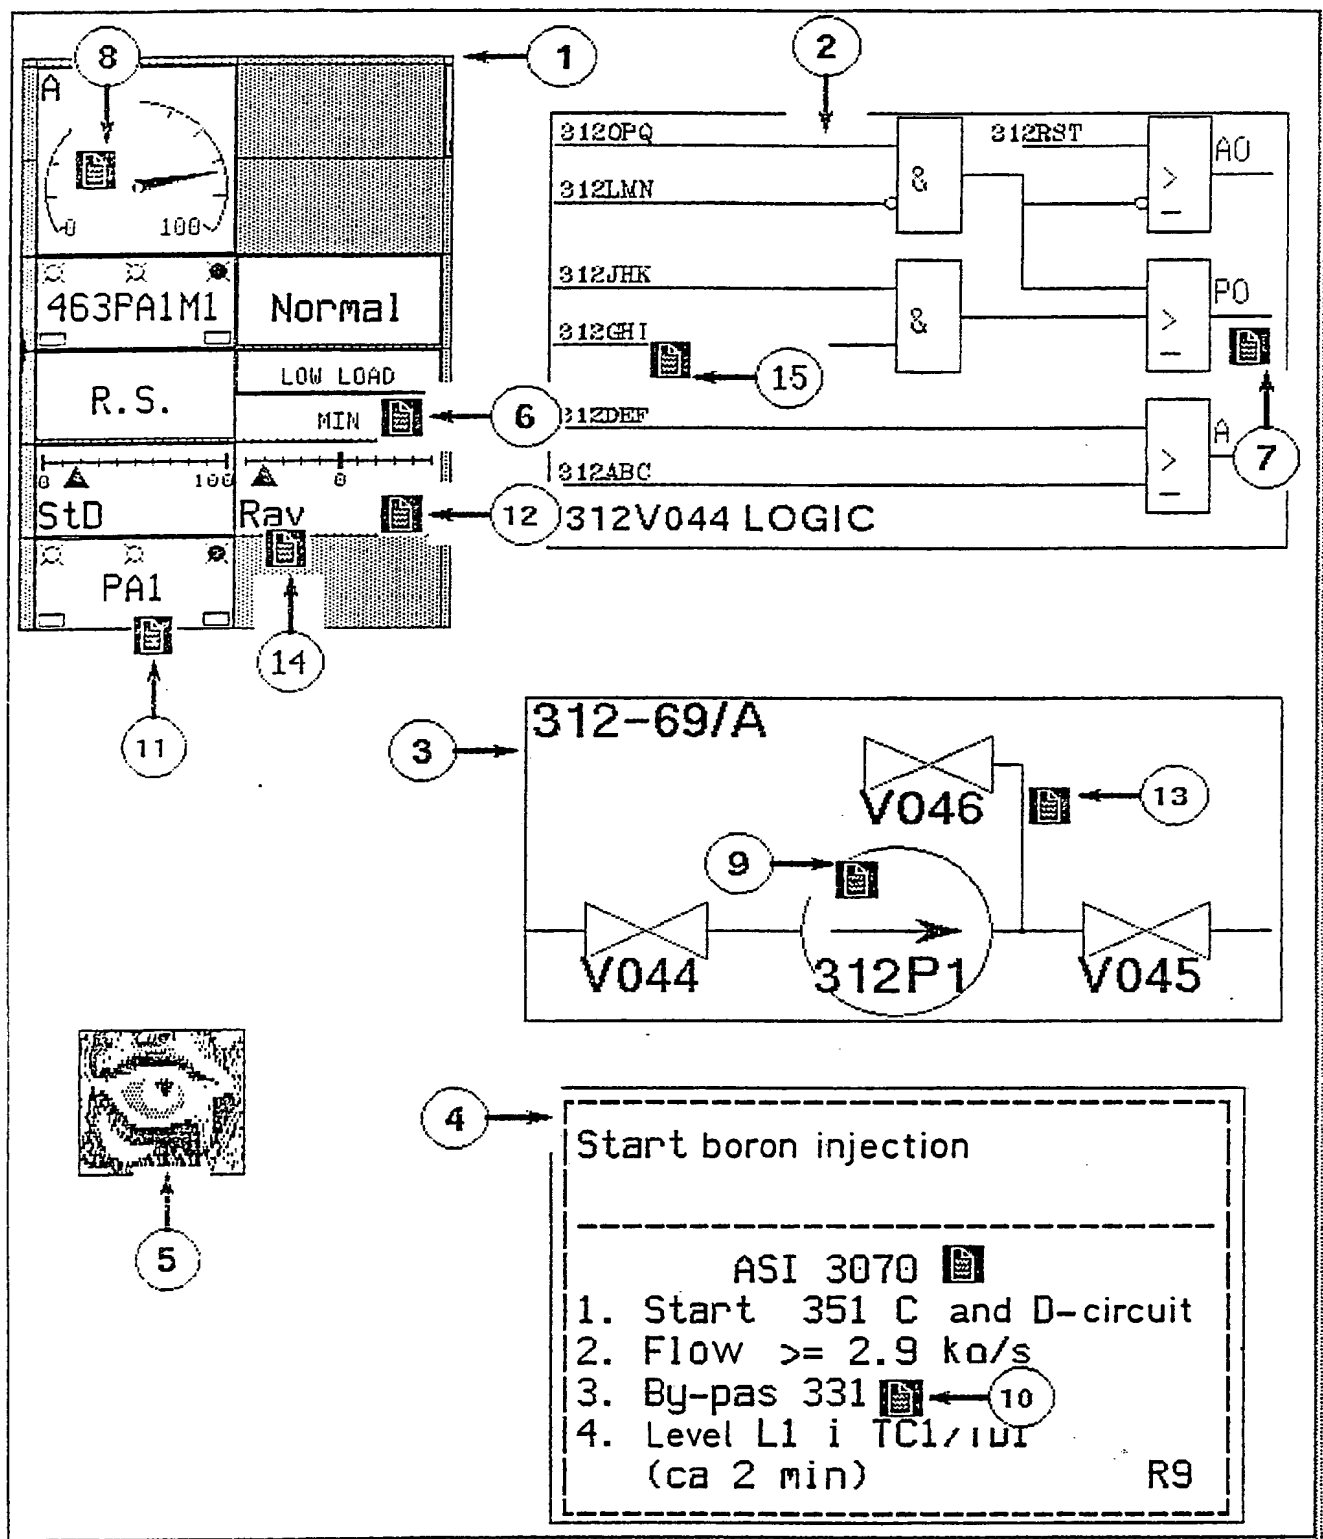 8
1
2
A
0
100
463PA1M1
Normal
R.S.
LOW LOAD
MIN
6
0
100
0
StD
Rav
12
PA1
14
11
312OPQ
312RST
AO
312LMN
&
>
312JHK
PO
312GHI
&
>
15
312DEF
A
7
312ABC
>
312V044 LOGIC
312-69/A
3
V046
13
9
V044
312P1
V045
5
4
Start boron injection
ASI 3070
1. Start 351 C and D-circuit
2. Flow >= 2.9 kg/s
3. By-pas 331
10
4. Level L1 i TC1/
(ca 2 min)
R9